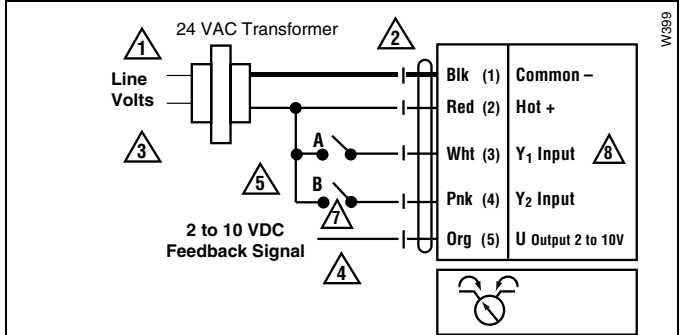 W399
24 VAC Transformer
1
2
Line
Volts
3
Blk (1) Common –
Red (2) Hot +
A
Wht (3) Y1 Input 8
5
B
Pnk (4) Y2 Input
7
2 to 10 VDC
Feedback Signal
4
Org (5) U Output 2 to 10V